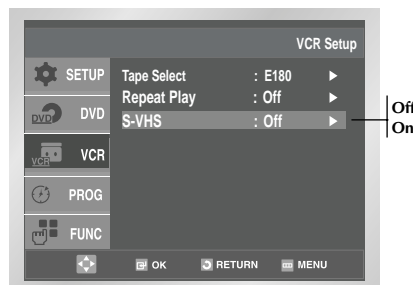 VCR Setup
SETUP
DVD
DVD
VCR
VCR
PROG
FUNC
Tape Select : E180
Repeat Play : Off
S-VHS : Off
Off
On
OK RETURN MENU